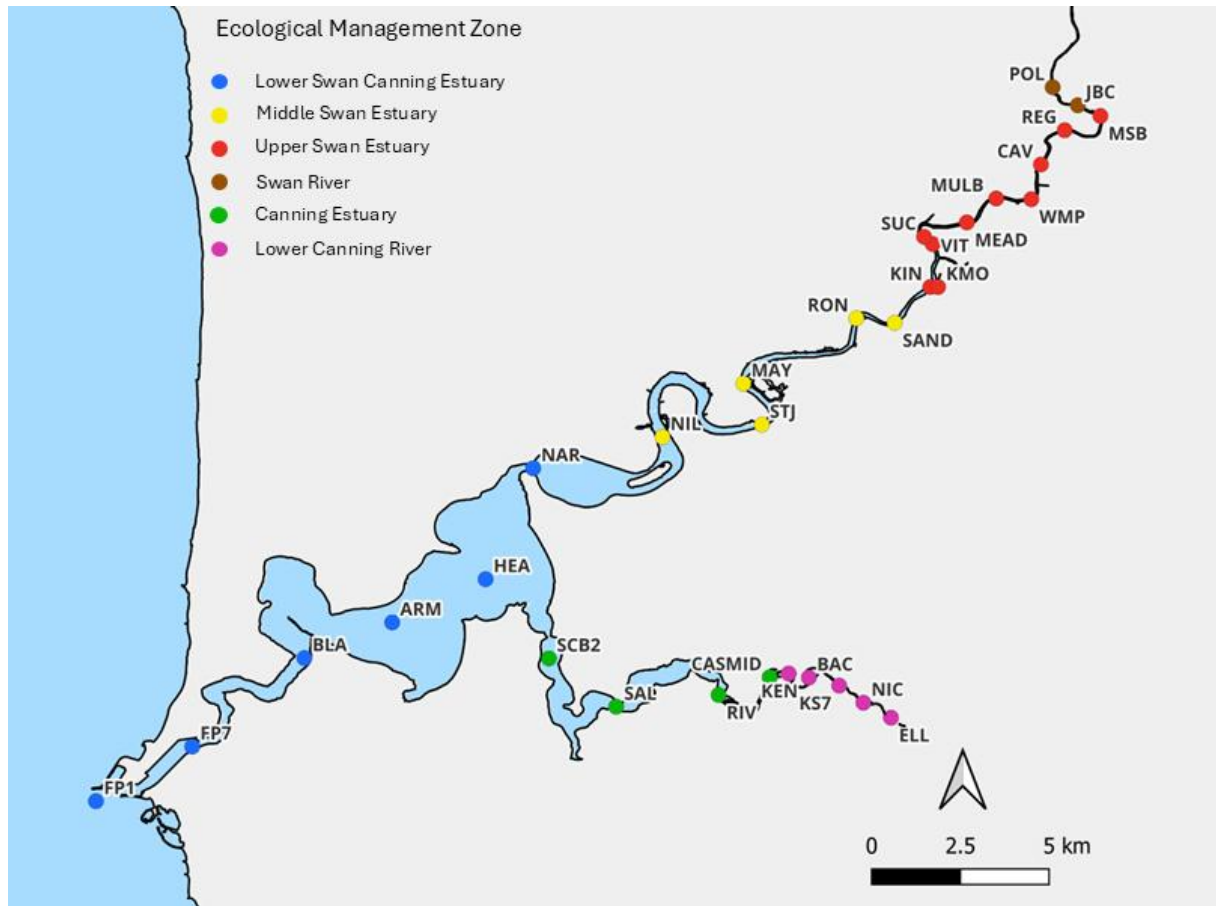 Ecological Management Zone
Lower Swan Canning Estuary
Middle Swan Estuary
Upper Swan Estuary
Swan River
Canning Estuary
Lower Canning River
POL
JBC
REG
MSB
CAV
MULB
WMP
SUC
MEAD
VIT
KIN
KMO
RON
SAND
MAY
STJ
NIL
NAR
HEA
ARM
BLA
SCB2
CASMID
BAC
SAL
KEN
NIC
KS7
RIV
ELL
FP7
FP1
0 2.5 5 km